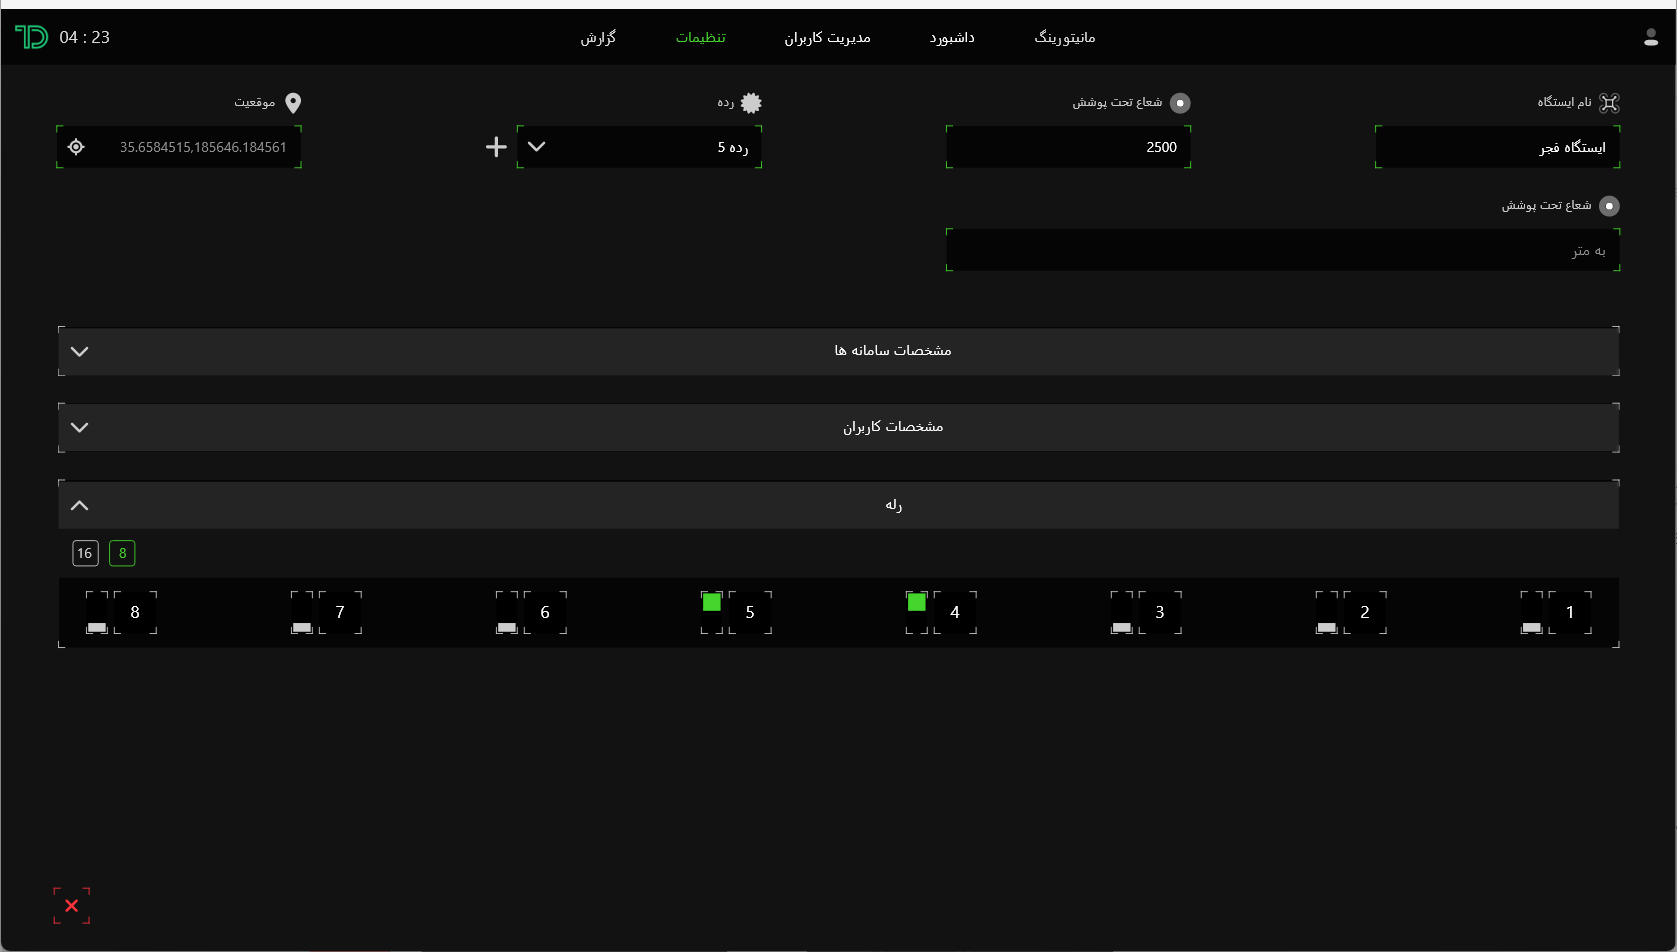 مانیتورینگ
داشبورد
مدیریت کاربران
تنظیمات
گزارش
04 : 23
نام ایستگاه
شعاع تحت پوشش
رده
موقعیت
ایستگاه فجر
2500
رده 5
35.6584515,185646.184561
شعاع تحت پوشش
به متر
مشخصات سامانه ها
مشخصات کاربران
رله
8
16
1
2
3
4
5
6
7
8